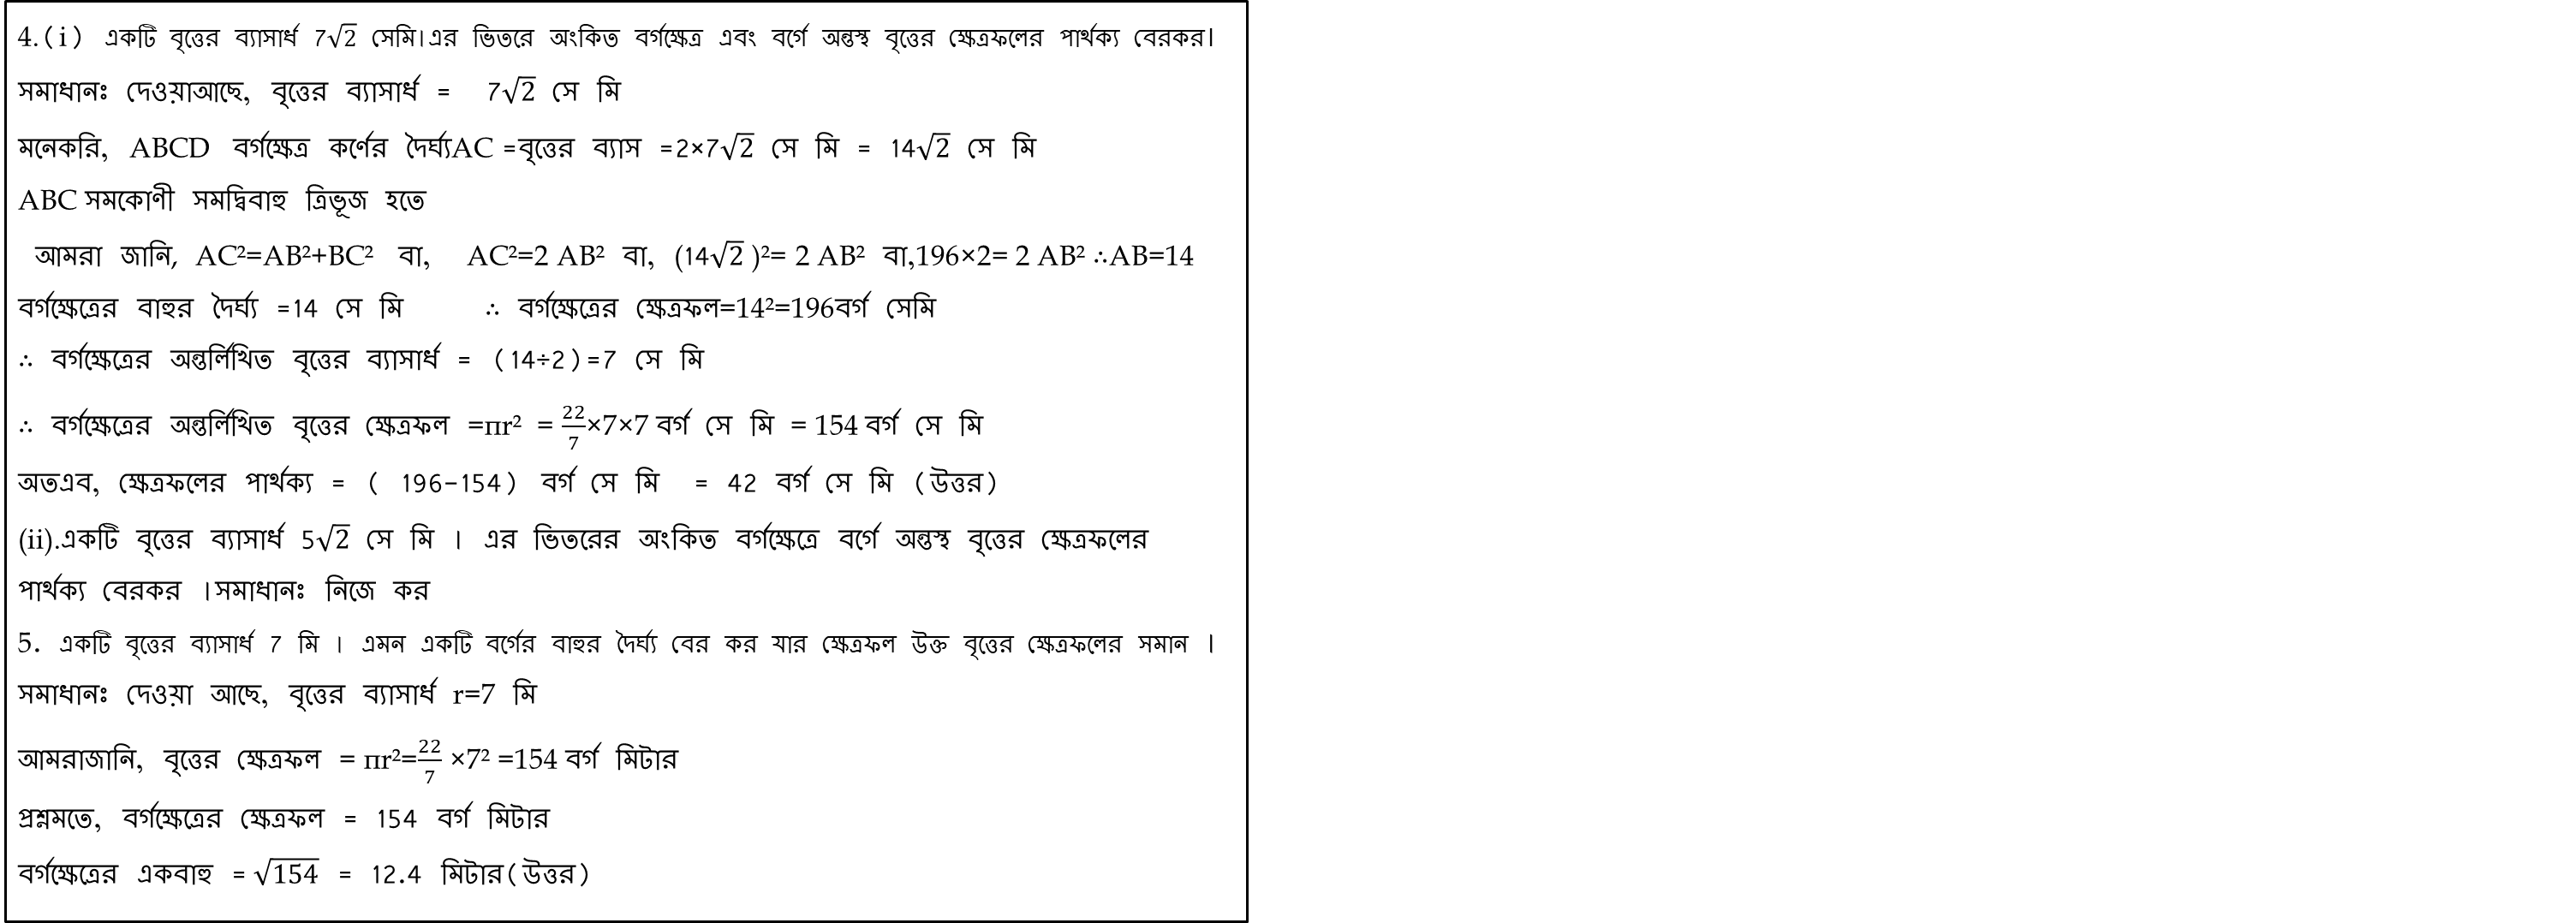 4.(i) একটি বৃত্তের ব্যাসার্ধ 7√2 সেমি।এর ভিতরে অংকিত বর্গক্ষেত্র এবং বর্গে অন্তস্থ বৃত্তের ক্ষেত্রফলের পার্থক্য বেরকর।
সমাধানঃ দেওয়াআছে, বৃত্তের ব্যাসার্ধ = 7√2 সে মি
মনেকরি, ABCD বর্গক্ষেত্র কর্ণের দৈর্ঘ্যAC =বৃত্তের ব্যাস =2×7√2 সে মি = 14√2 সে মি
ABC সমকোণী সমদ্বিবাহু ত্রিভূজ হতে
আমরা জানি, AC²=AB²+BC² বা, AC²=2 AB² বা, (14√2 )²= 2 AB² বা,196×2= 2 AB² ∴AB=14
বর্গক্ষেত্রের বাহুর দৈর্ঘ্য =14 সে মি ∴ বর্গক্ষেত্রের ক্ষেত্রফল=14²=196বর্গ সেমি
∴ বর্গক্ষেত্রের অন্তর্লিখিত বৃত্তের ব্যাসার্ধ = (14÷2)=7 সে মি
∴ বর্গক্ষেত্রের অন্তর্লিখিত বৃত্তের ক্ষেত্রফল =πr² = 22/7×7×7 বর্গ সে মি = 154 বর্গ সে মি
অতএব, ক্ষেত্রফলের পার্থক্য = ( 196−154) বর্গ সে মি = 42 বর্গ সে মি (উত্তর)
(ii).একটি বৃত্তের ব্যাসার্ধ 5√2 সে মি । এর ভিতরের অংকিত বর্গক্ষেত্রে বর্গে অন্তস্থ বৃত্তের ক্ষেত্রফলের
পার্থক্য বেরকর ।সমাধানঃ নিজে কর
5. একটি বৃত্তের ব্যাসার্ধ 7 মি । এমন একটি বর্গের বাহুর দৈর্ঘ্য বের কর যার ক্ষেত্রফল উক্ত বৃত্তের ক্ষেত্রফলের সমান ।
সমাধানঃ দেওয়া আছে, বৃত্তের ব্যাসার্ধ r=7 মি
আমরাজানি, বৃত্তের ক্ষেত্রফল = πr²=22/7 ×7² =154 বর্গ মিটার
প্রশ্নমতে, বর্গক্ষেত্রের ক্ষেত্রফল = 154 বর্গ মিটার
বর্গক্ষেত্রের একবাহু = √154 = 12.4 মিটার(উত্তর)